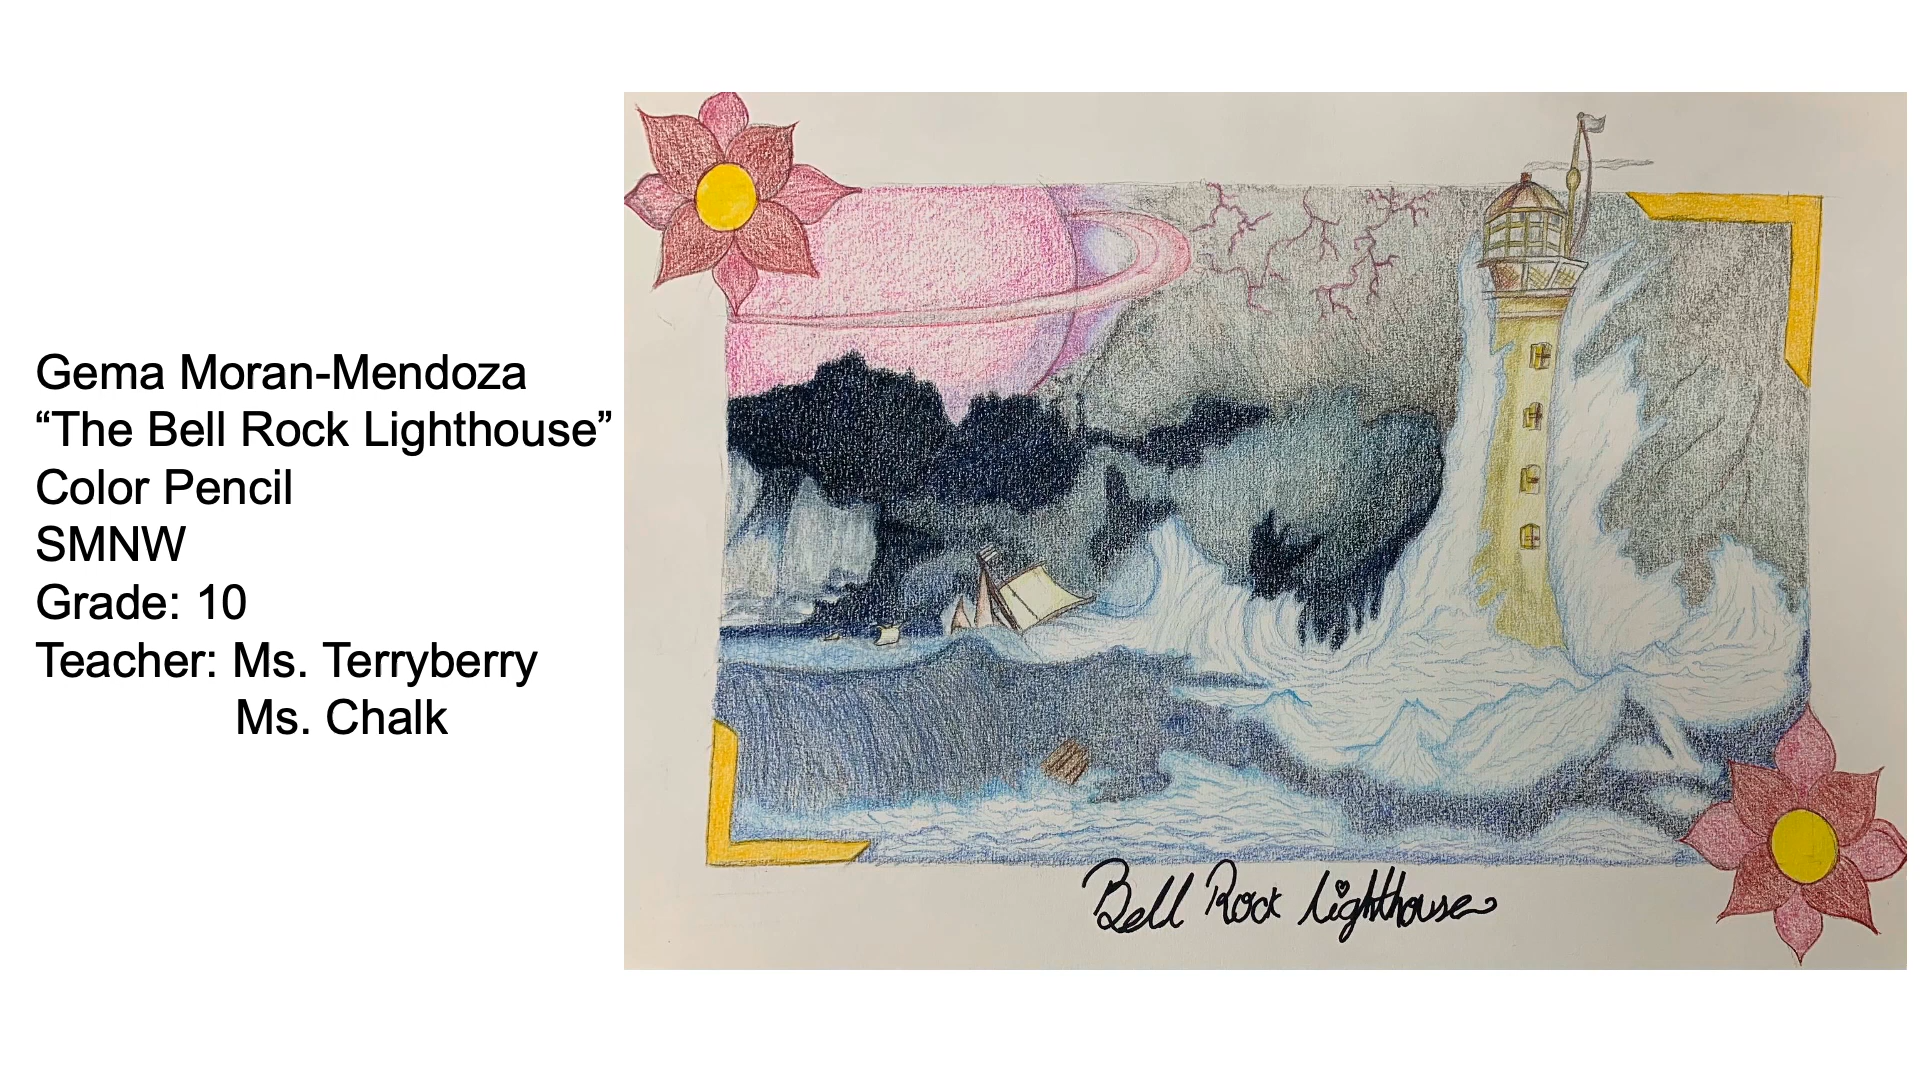 Gema Moran-Mendoza
“The Bell Rock Lighthouse”
Color Pencil
SMNW
Grade: 10
Teacher: Ms. Terryberry
Ms. Chalk
Bell Rock Lighthouse